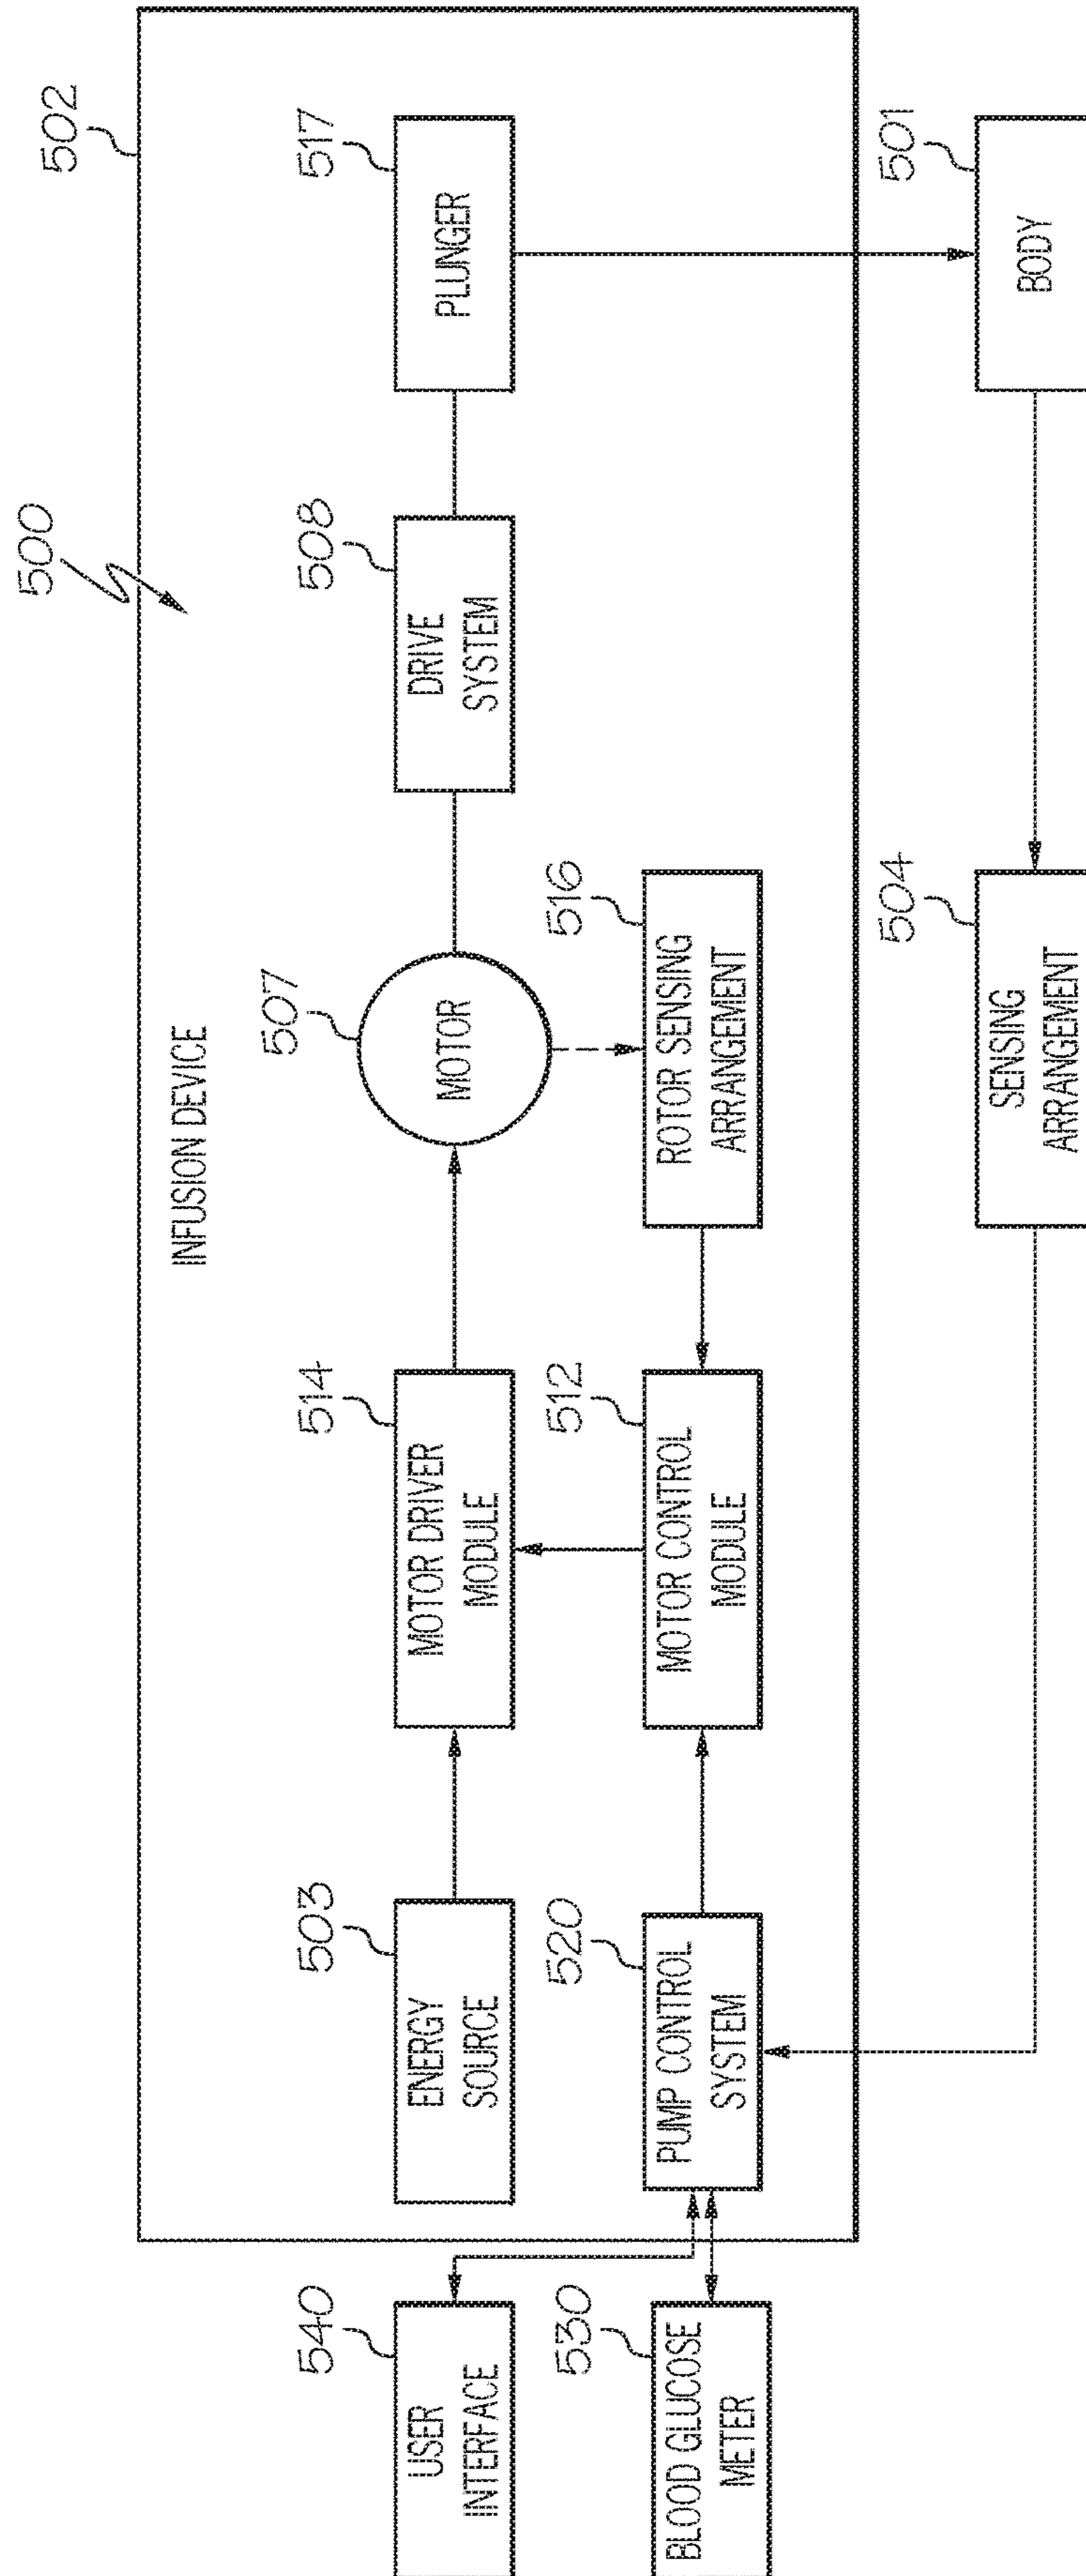 500
502
INFUSION DEVICE
540
USER
INTERFACE
503
ENERGY
SOURCE
514
MOTOR DRIVER
MODULE
507
MOTOR
508
DRIVE
SYSTEM
517
PLUNGER
530
BLOOD GLUCOSE
METER
520
PUMP CONTROL
SYSTEM
512
MOTOR CONTROL
MODULE
516
ROTOR SENSING
ARRANGEMENT
504
SENSING
ARRANGEMENT
501
BODY